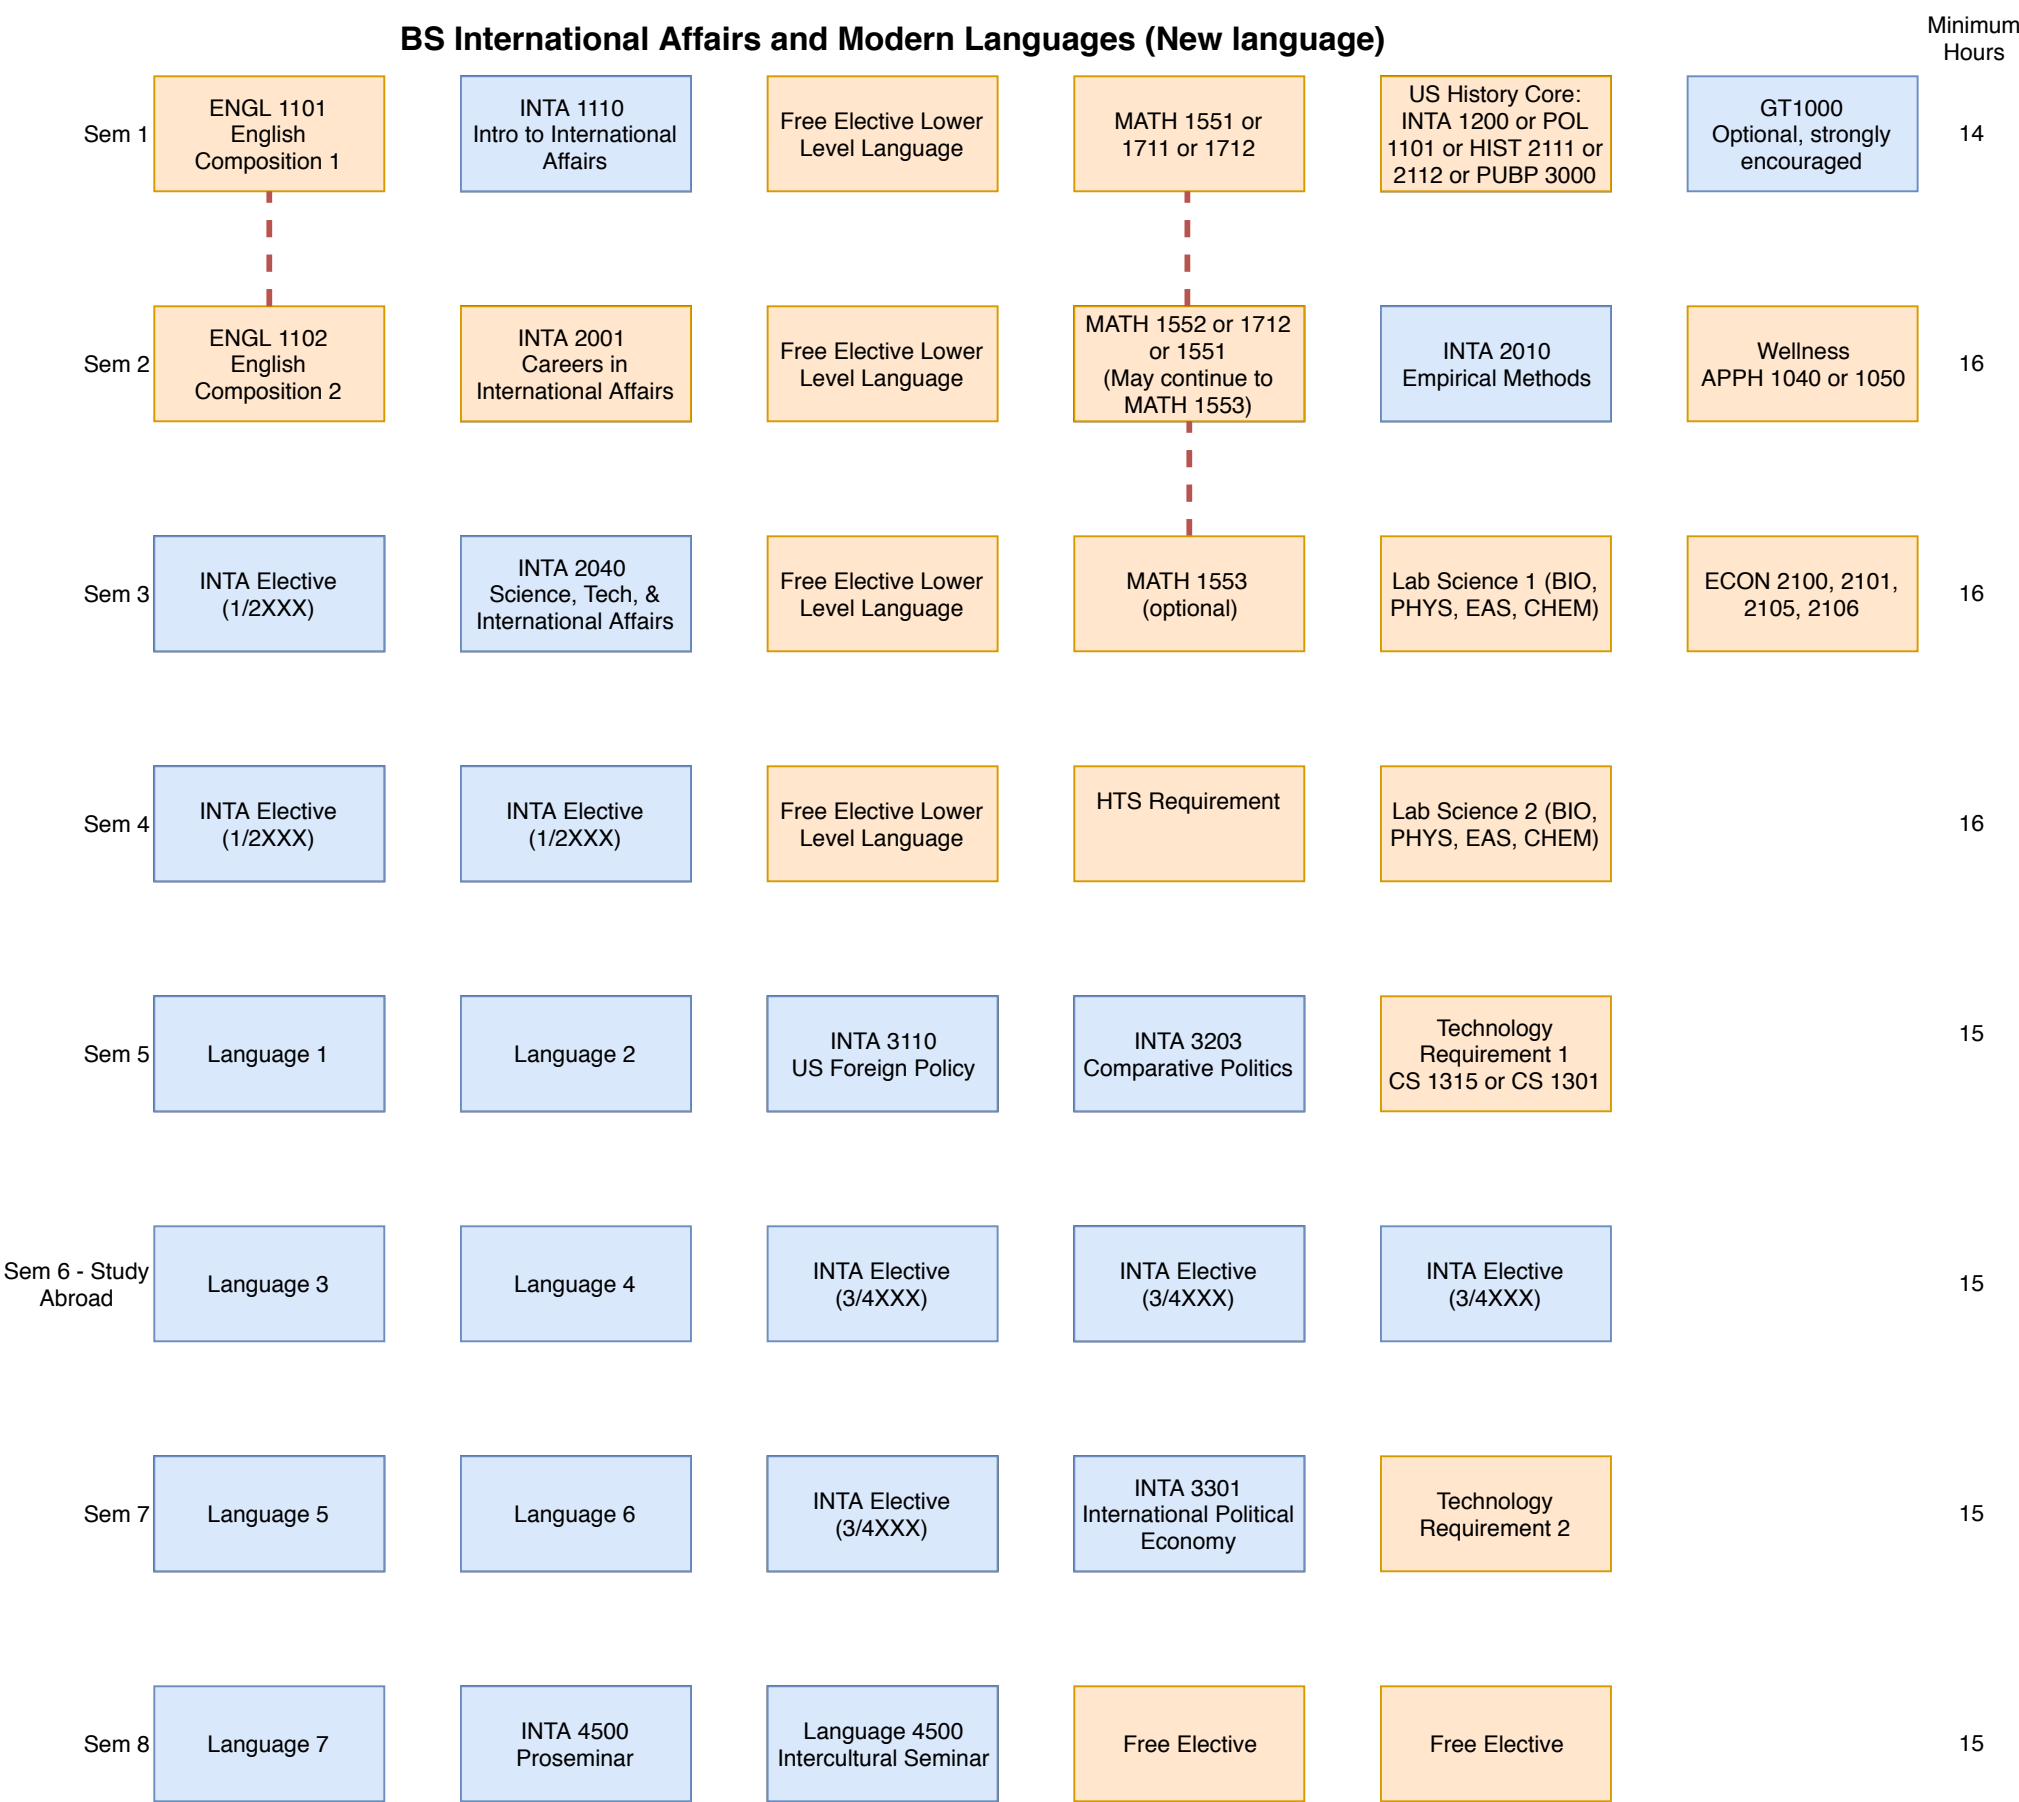 BS International Affairs and Modern Languages (New language)
Minimum
Hours
Sem 1
ENGL 1101
English
Composition 1
INTA 1110
Intro to International
Affairs
Free Elective Lower
Level Language
MATH 1551 or
1711 or 1712
US History Core:
INTA 1200 or POL
1101 or HIST 2111 or
2112 or PUBP 3000
GT1000
Optional, strongly
encouraged
14
Sem 2
ENGL 1102
English
Composition 2
INTA 2001
Careers in
International Affairs
Free Elective Lower
Level Language
MATH 1552 or 1712
or 1551
(May continue to
MATH 1553)
INTA 2010
Empirical Methods
Wellness
APPH 1040 or 1050
16
Sem 3
INTA Elective
(1/2XXX)
INTA 2040
Science, Tech, &
International Affairs
Free Elective Lower
Level Language
MATH 1553
(optional)
Lab Science 1 (BIO,
PHYS, EAS, CHEM)
ECON 2100, 2101,
2105, 2106
16
Sem 4
INTA Elective
(1/2XXX)
INTA Elective
(1/2XXX)
Free Elective Lower
Level Language
HTS Requirement
Lab Science 2 (BIO,
PHYS, EAS, CHEM)
16
Sem 5
Language 1
Language 2
INTA 3110
US Foreign Policy
INTA 3203
Comparative Politics
Technology
Requirement 1
CS 1315 or CS 1301
15
Sem 6 - Study
Abroad
Language 3
Language 4
INTA Elective
(3/4XXX)
INTA Elective
(3/4XXX)
INTA Elective
(3/4XXX)
15
Sem 7
Language 5
Language 6
INTA Elective
(3/4XXX)
INTA 3301
International Political
Economy
Technology
Requirement 2
15
Sem 8
Language 7
INTA 4500
Proseminar
Language 4500
Intercultural Seminar
Free Elective
Free Elective
15